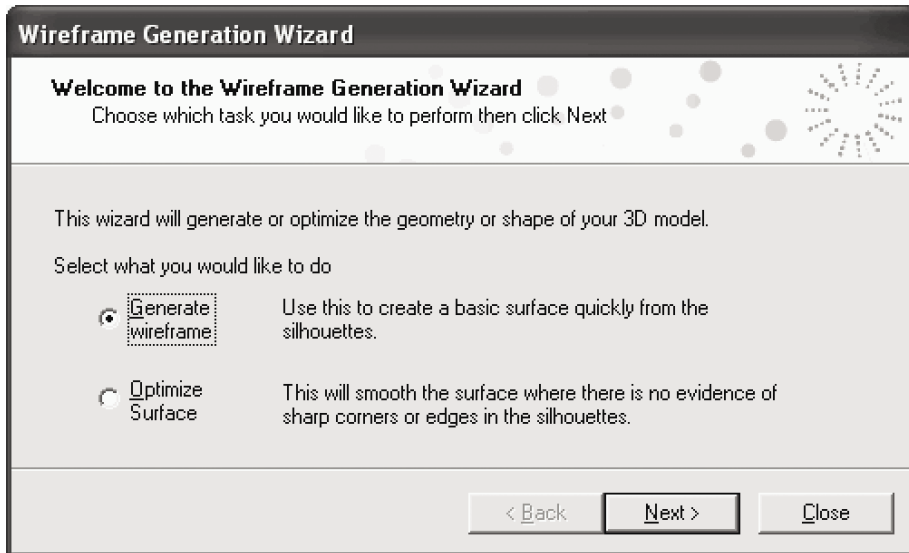 Wireframe Generation Wizard
Welcome to the Wireframe Generation Wizard
Choose which task you would like to perform then click Next
This wizard will generate or optimize the geometry or shape of your 3D model.
Select what you would like to do
Generate
wireframe
Use this to create a basic surface quickly from the
silhouettes.
Optimize
Surface
This will smooth the surface where there is no evidence of
sharp corners or edges in the silhouettes.
< Back
Next >
Close